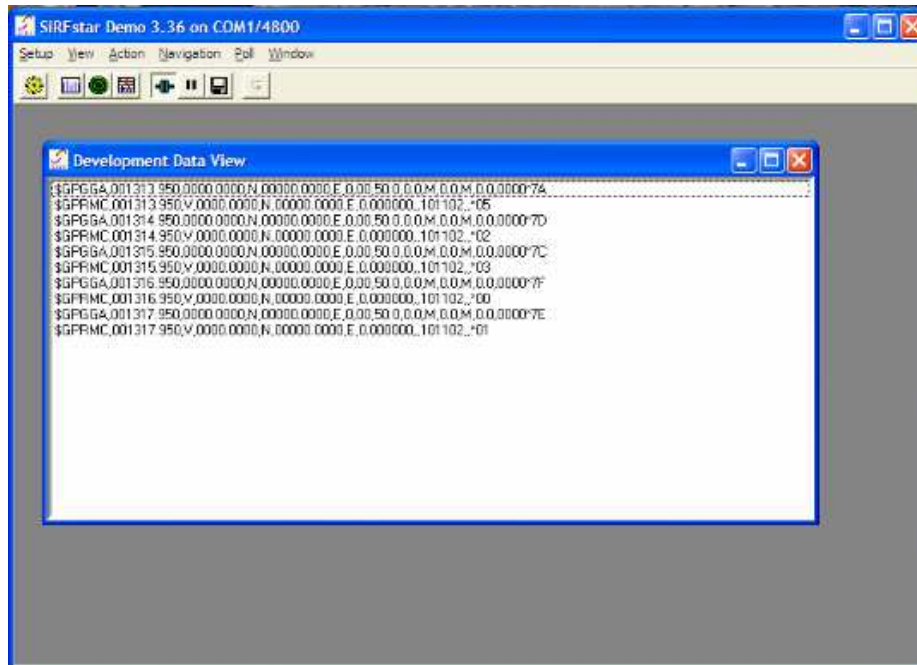 SiRFstar Demo 3.36 on COM1/4800
Setup View Action Navigation Poll Window
Development Data View
$GPGGA,001313.950,0000.0000,N,00000.0000,E,0,00,50.0,0.0,M,0.0,M,0.0,0000*7A
$GPRMC,001313.950,V,0000.0000,N,00000.0000,E,0.000000,,101102,,*05
$GPGGA,001314.950,0000.0000,N,00000.0000,E,0,00,50.0,0.0,M,0.0,M,0.0,0000*7D
$GPRMC,001314.950,V,0000.0000,N,00000.0000,E,0.000000,,101102,,*02
$GPGGA,001315.950,0000.0000,N,00000.0000,E,0,00,50.0,0.0,M,0.0,M,0.0,0000*7C
$GPRMC,001315.950,V,0000.0000,N,00000.0000,E,0.000000,,101102,,*03
$GPGGA,001316.950,0000.0000,N,00000.0000,E,0,00,50.0,0.0,M,0.0,M,0.0,0000*7F
$GPRMC,001316.950,V,0000.0000,N,00000.0000,E,0.000000,,101102,,*00
$GPGGA,001317.950,0000.0000,N,00000.0000,E,0,00,50.0,0.0,M,0.0,M,0.0,0000*7E
$GPRMC,001317.950,V,0000.0000,N,00000.0000,E,0.000000,,101102,,*01